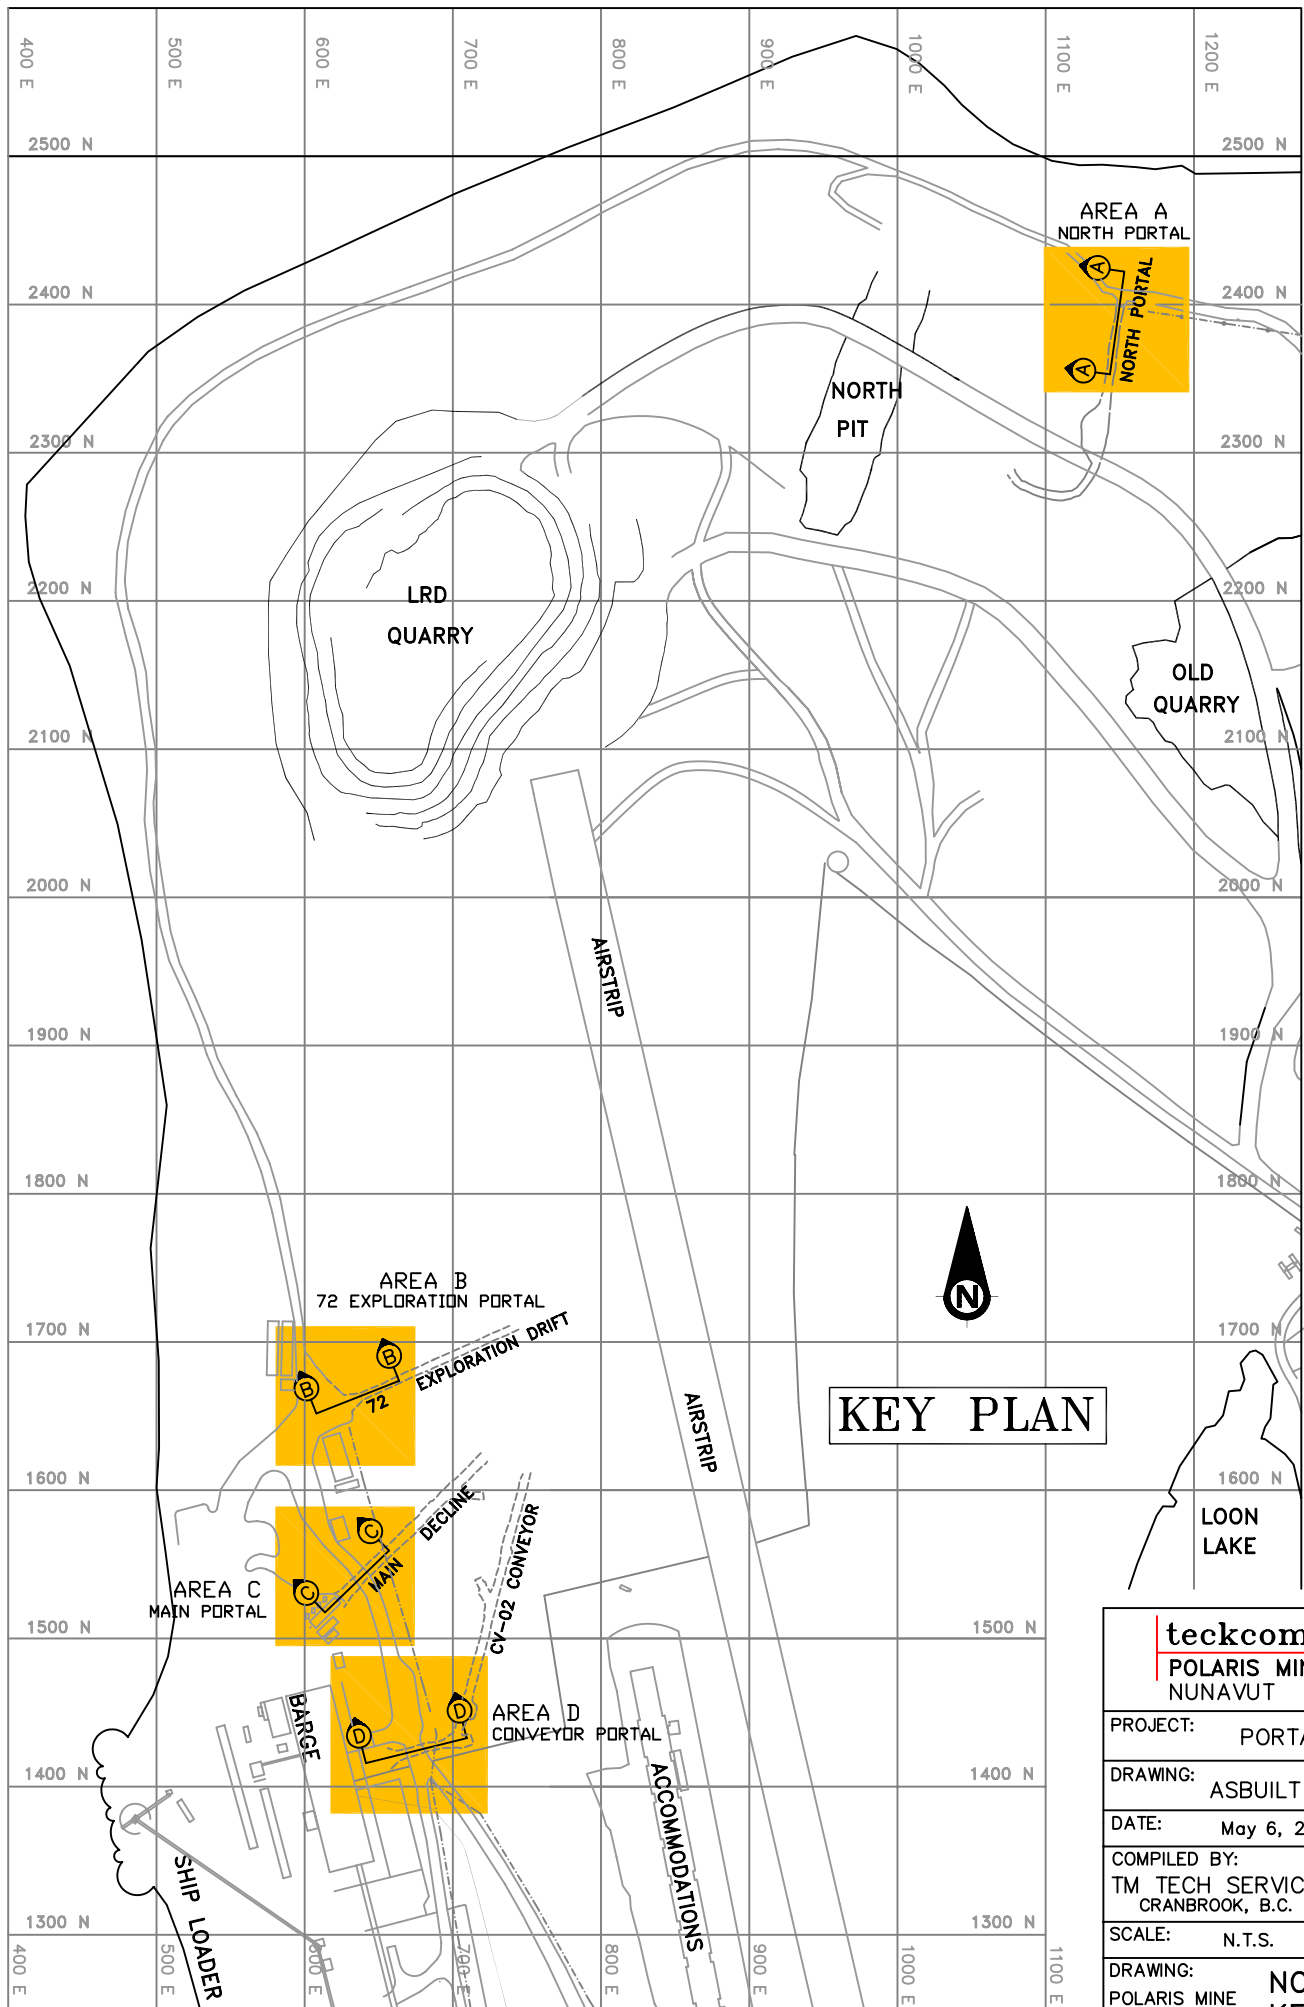 400 E
500 E
600 E
700 E
800 E
900 E
1000 E
1100 E
1200 E
2500 N
2500 N
AREA A
NORTH PORTAL
A
NORTH PORTAL
A
2400 N
2400 N
NORTH
PIT
2300 N
2300 N
LRD
QUARRY
2200 N
2200 N
OLD
QUARRY
2100 N
2100 N
2000 N
2000 N
AIRSTRIP
1900 N
1900 N
1800 N
1800 N
N
AREA B
72 EXPLORATION PORTAL
1700 N
1700 N
B
B
72 EXPLORATION DRIFT
KEY PLAN
AIRSTRIP
1600 N
1600 N
LOON
LAKE
C
C
MAIN DECLINE
CV-02 CONVEYOR
AREA C
MAIN PORTAL
1500 N
1500 N
AREA D
CONVEYOR PORTAL
D
D
BARGE
1400 N
1400 N
ACCOMMODATIONS
SHIP LOADER
1300 N
1300 N
400 E
500 E
600 E
700 E
800 E
900 E
1000 E
1100 E
teckcom
POLARIS MI
NUNAVUT
PROJECT:
PORTA
DRAWING:
ASBUILT
DATE:
May 6, 2
COMPILED BY:
TM TECH SERVIC
CRANBROOK, B.C.
SCALE:
N.T.S.
DRAWING:
POLARIS MINE
NO